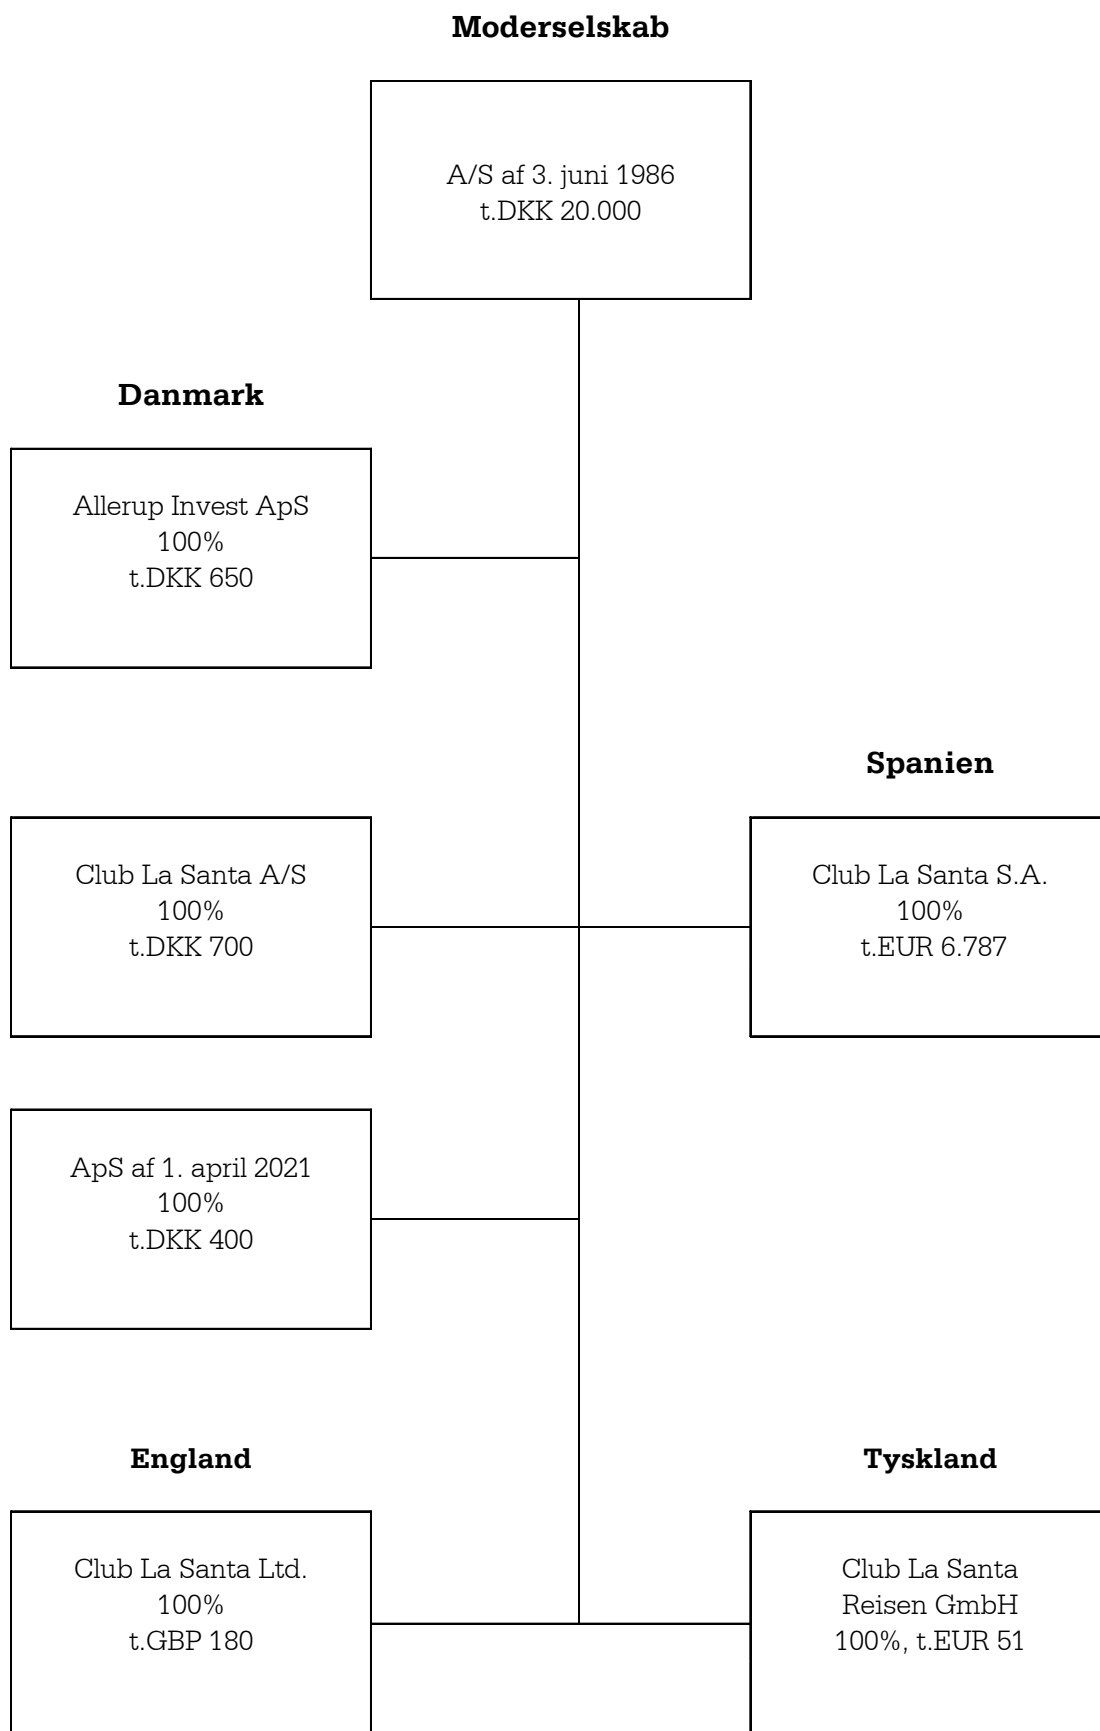 Moderselskab
A/S af 3. juni 1986
t.DKK 20.000
Danmark
Allerup Invest ApS
100%
t.DKK 650
Spanien
Club La Santa A/S
100%
t.DKK 700
Club La Santa S.A.
100%
t.EUR 6.787
ApS af 1. april 2021
100%
t.DKK 400
England
Tyskland
Club La Santa Ltd.
100%
t.GBP 180
Club La Santa
Reisen GmbH
100%, t.EUR 51